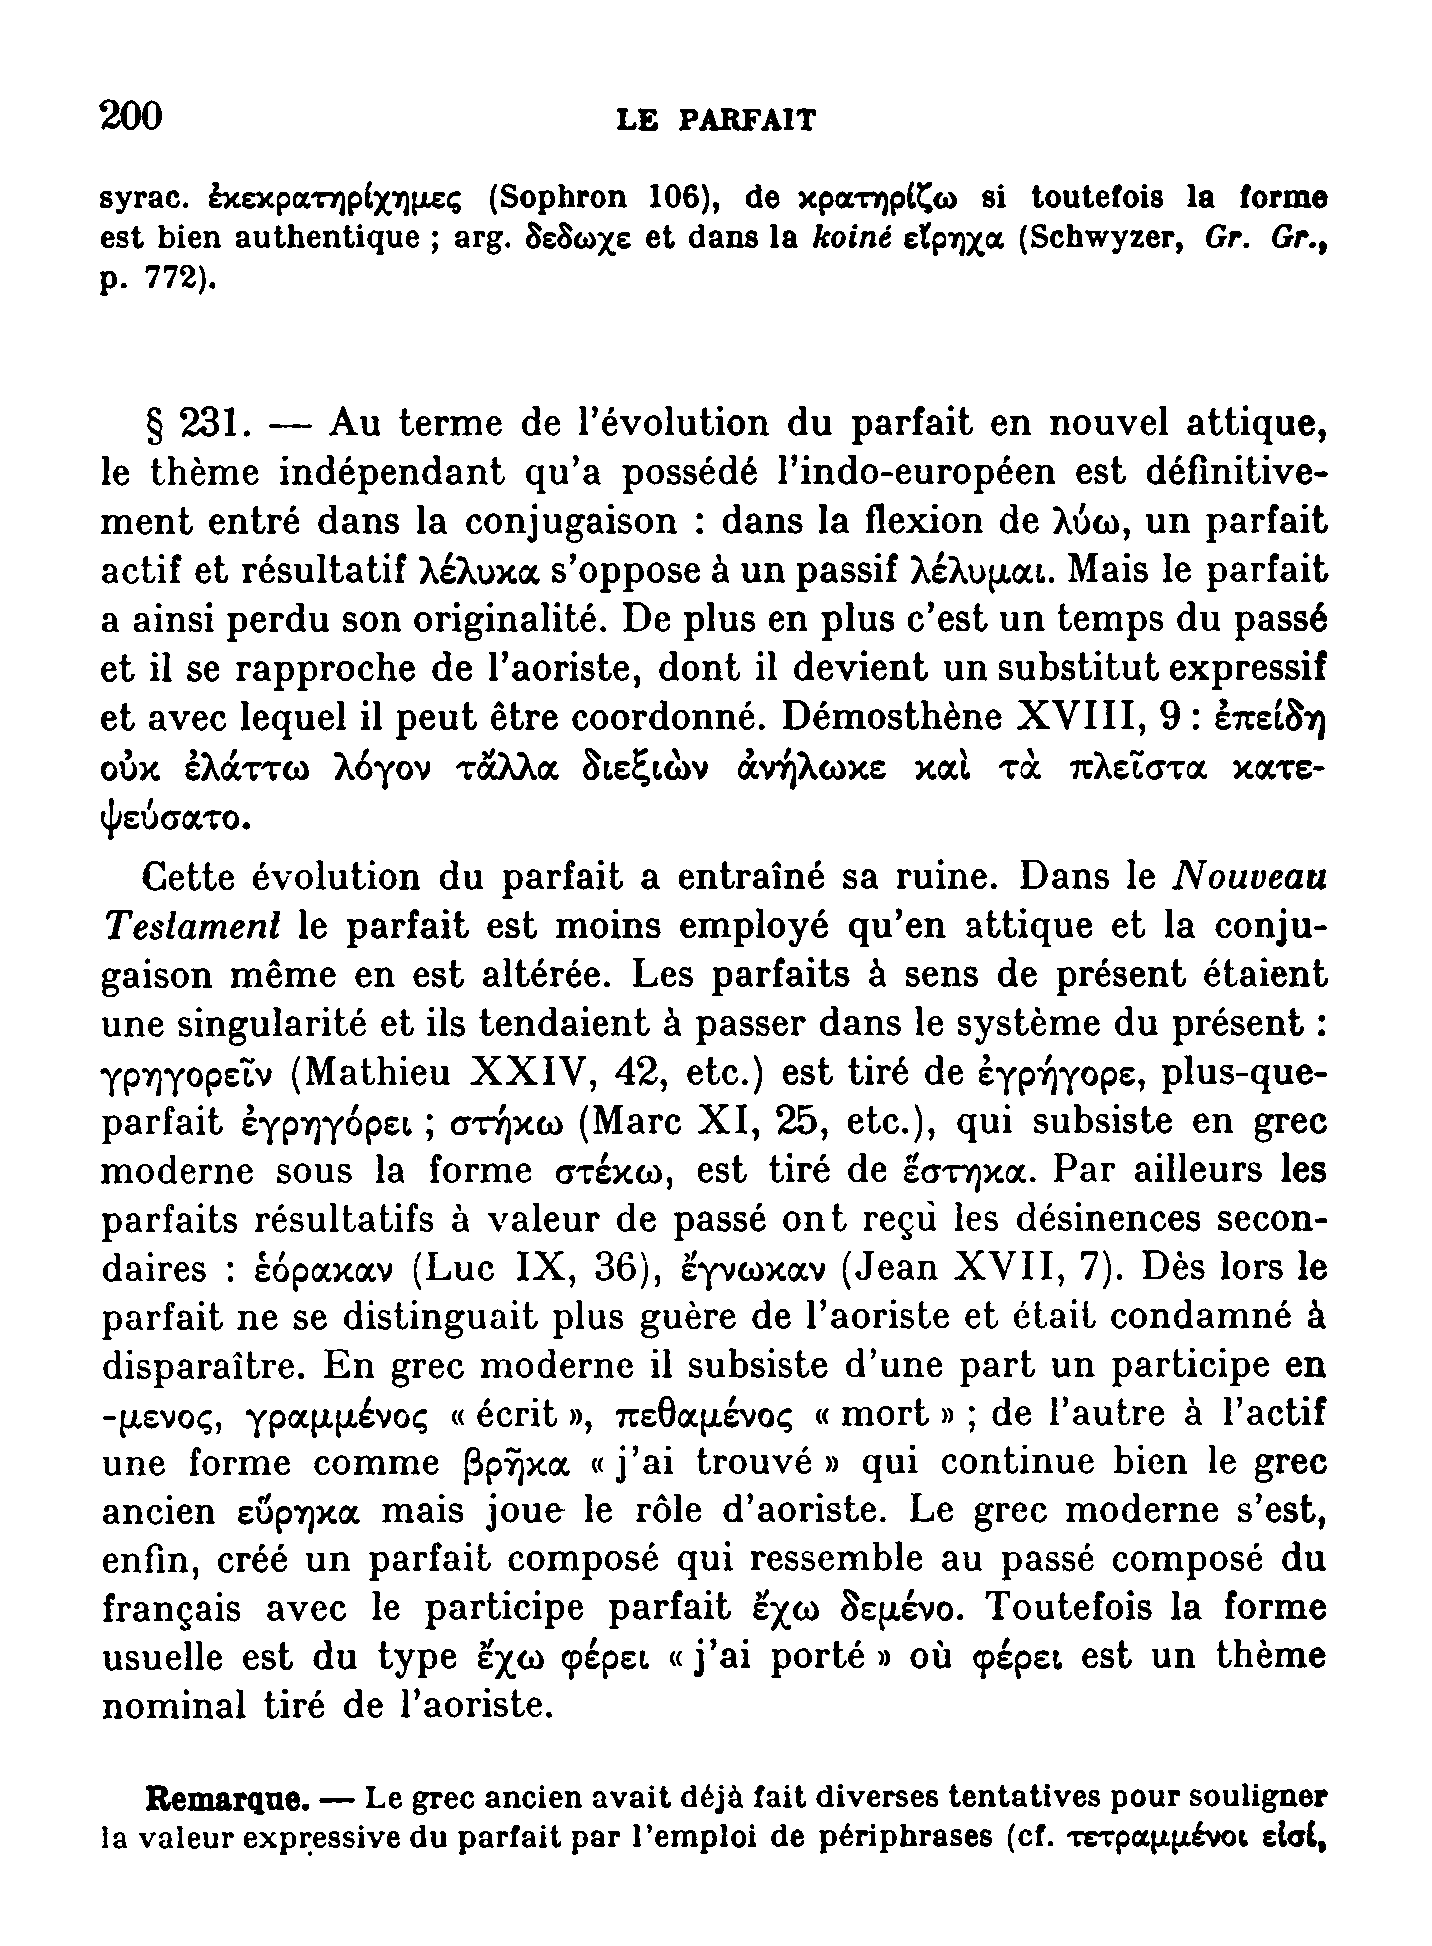 200
LE PARFAIT
syrac. ἐκεκρατηρίχημες (Sophron 106), de κρατηρίζω si toutefois la forme
est bien authentique ; arg. δεδωχε et dans la koiné εἴρηχα (Schwyzer, Gr. Gr.,
p. 772).
§ 231. — Au terme de l'évolution du parfait en nouvel attique,
le thème indépendant qu'a possédé l'indo-européen est définitive-
ment entré dans la conjugaison : dans la flexion de λύω, un parfait
actif et résultatif λέλυκα s'oppose à un passif λέλυμαι. Mais le parfait
a ainsi perdu son originalité. De plus en plus c'est un temps du passé
et il se rapproche de l'aoriste, dont il devient un substitut expressif
et avec lequel il peut être coordonné. Démosthène XVIII, 9 : ἐπείδη
οὐκ ἐλάττω λόγον τἄλλα διεξιὼν ἀνήλωκε καὶ τὰ πλεῖστα κατε-
ψεύσατο.
Cette évolution du parfait a entraîné sa ruine. Dans le Nouveau
Testament le parfait est moins employé qu'en attique et la conju-
gaison même en est altérée. Les parfaits à sens de présent étaient
une singularité et ils tendaient à passer dans le système du présent :
γρηγορεῖν (Mathieu XXIV, 42, etc.) est tiré de ἐγρήγορε, plus-que-
parfait ἐγρηγόρει ; στήκω (Marc XI, 25, etc.), qui subsiste en grec
moderne sous la forme στέκω, est tiré de ἕστηκα. Par ailleurs les
parfaits résultatifs à valeur de passé ont reçu les désinences secon-
daires : ἑόρακαν (Luc IX, 36), ἔγνωκαν (Jean XVII, 7). Dès lors le
parfait ne se distinguait plus guère de l'aoriste et était condamné à
disparaître. En grec moderne il subsiste d'une part un participe en
-μενος, γραμμένος « écrit », πεθαμένος « mort » ; de l'autre à l'actif
une forme comme βρῆκα « j'ai trouvé » qui continue bien le grec
ancien εὕρηκα mais joue le rôle d'aoriste. Le grec moderne s'est,
enfin, créé un parfait composé qui ressemble au passé composé du
français avec le participe parfait ἔχω δεμένο. Toutefois la forme
usuelle est du type ἔχω φέρει « j'ai porté » où φέρει est un thème
nominal tiré de l'aoriste.
Remarque. — Le grec ancien avait déjà fait diverses tentatives pour souligner
la valeur expressive du parfait par l'emploi de périphrases (cf. τετραμμένοι εἰσί,